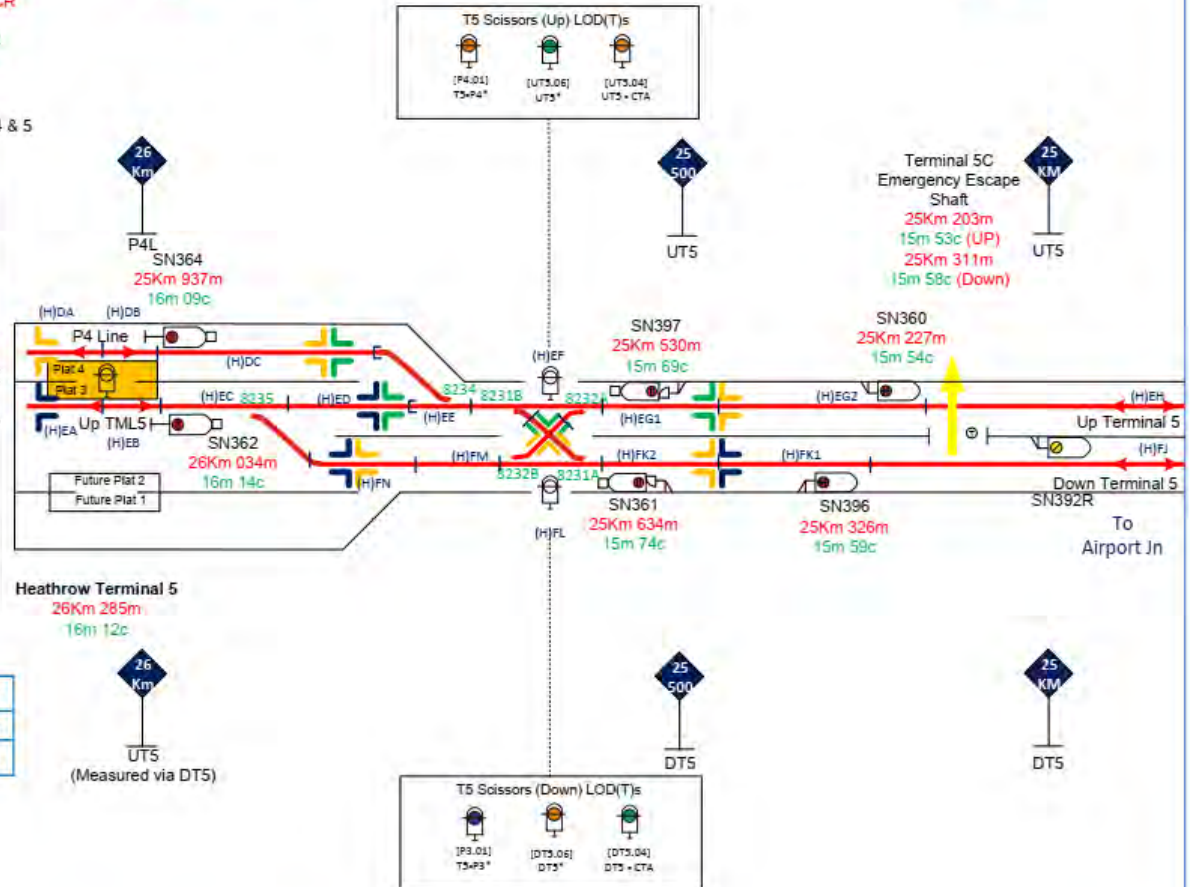 T5 Scissors (Up) LOD(T)s
[P4.01]
T5•P4*
[UT5.06]
UT5*
[UT5.04]
UT5 • CTA
& 5
26
Km
P4L
25
500
UT5
Terminal 5C
Emergency Escape
Shaft
25Km 203m
15m 53c (UP)
25Km 311m
15m 58c (Down)
25
KM
UT5
SN364
25Km 937m
16m 09c
(H)DA
(H)DB
P4 Line
(H)DC
Plat 4
Plat 3
(H)EF
SN397
25Km 530m
15m 69c
SN360
25Km 227m
15m 54c
(H)EC
8235
(H)ED
8234
8231B
8232A
(H)EE
(H)EG1
(H)EG2
(H)EH
Up Terminal 5
(H)EA
Up TML5
(H)EB
SN362
26Km 034m
16m 14c
(H)FM
(H)FN
8232B
8231A
(H)FK2
(H)FK1
(H)FJ
Down Terminal 5
SN392R
Future Plat 2
Future Plat 1
(H)FL
SN361
25Km 634m
15m 74c
SN396
25Km 326m
15m 59c
To
Airport Jn
Heathrow Terminal 5
26Km 285m
16m 12c
26
Km
UT5
(Measured via DT5)
25
500
DT5
25
KM
DT5
T5 Scissors (Down) LOD(T)s
[P3.01]
T5•P3*
[DT5.06]
DT5*
[DT5.04]
DT5 • CTA